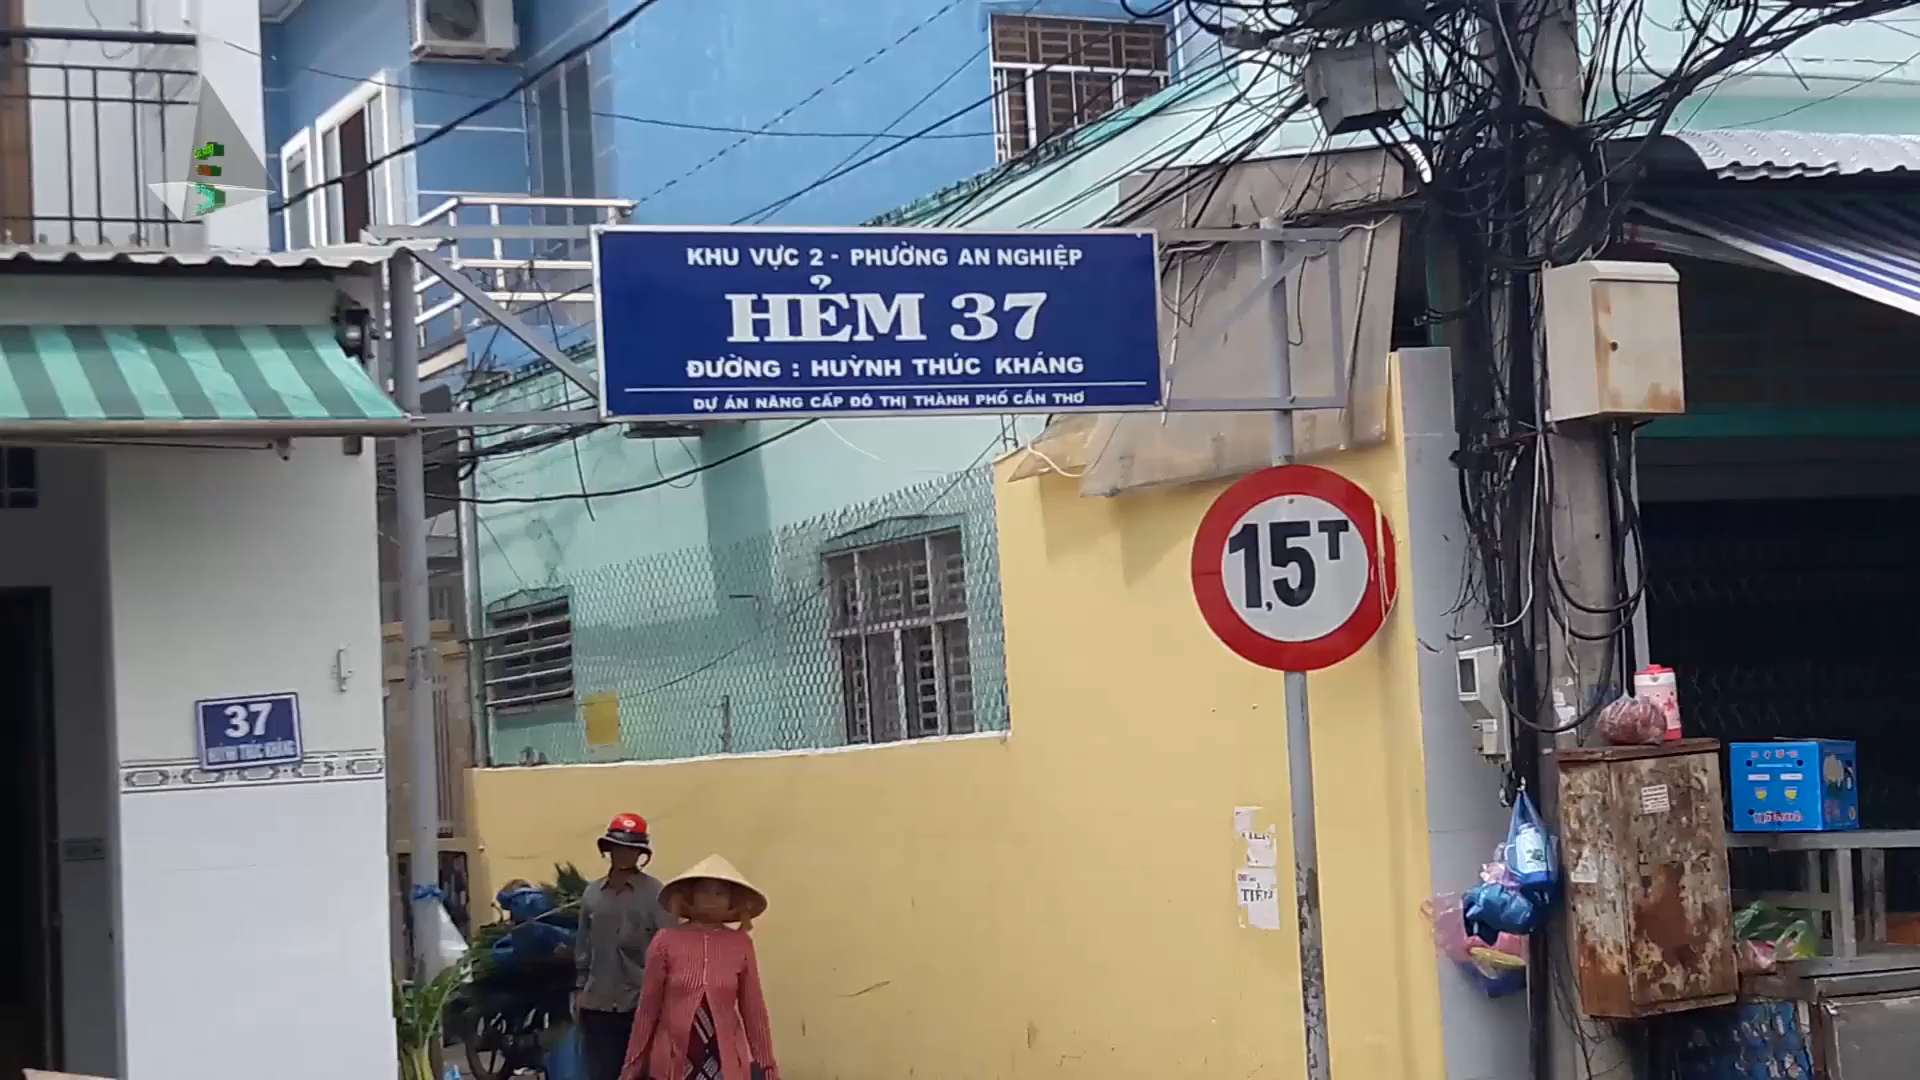 KHU VỰC 2 - PHƯỜNG AN NGHIỆP
HẺM 37
ĐƯỜNG : HUỲNH THÚC KHÁNG
DỰ ÁN NÂNG CẤP ĐÔ THỊ THÀNH PHỐ CẦN THƠ
1,5T
37
HUỲNH THÚC KHÁNG
TIỀN